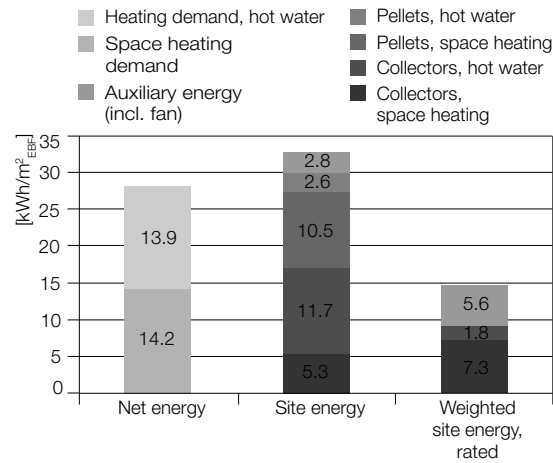 Heating demand, hot water
Space heating
demand
Auxiliary energy
(incl. fan)
Pellets, hot water
Pellets, space heating
Collectors, hot water
Collectors,
space heating
[kWh/m²EBF]
35
30
25
20
15
10
5
0
13.9
14.2
2.8
2.6
10.5
11.7
5.3
5.6
1.8
7.3
Net energy
Site energy
Weighted
site energy,
rated